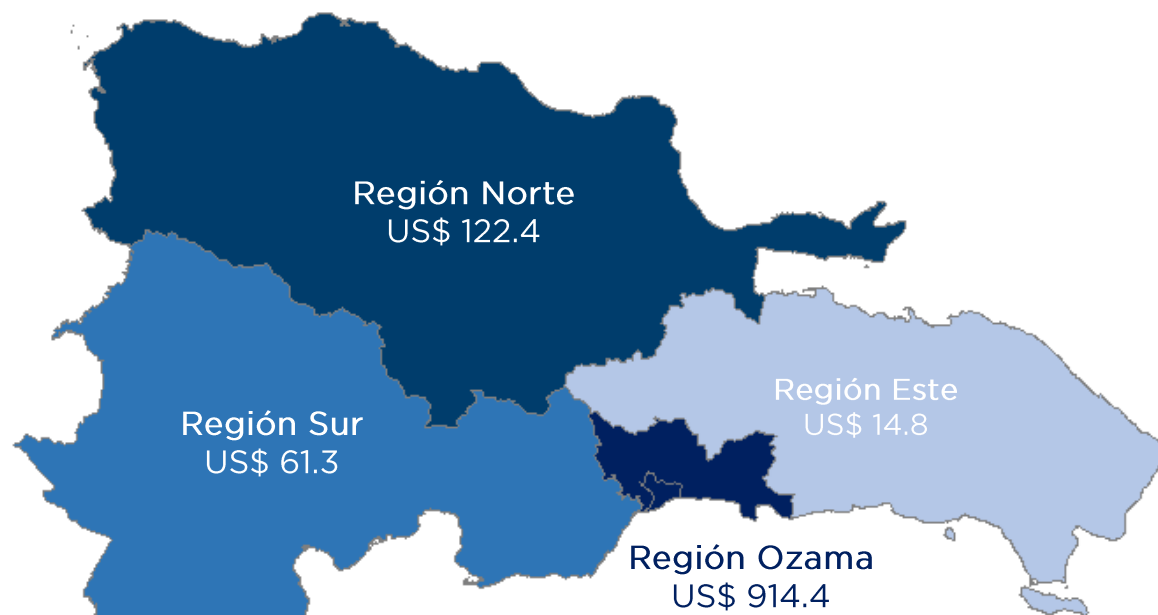 Región Norte
US$ 122.4
Región Este
US$ 14.8
Región Sur
US$ 61.3
Región Ozama
US$ 914.4